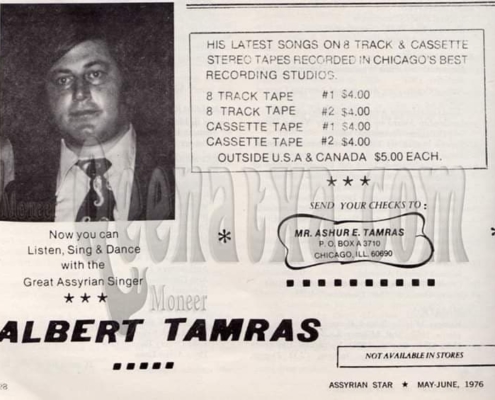 HIS LATEST SONGS ON 8 TRACK & CASSETTE
STEREO TAPES RECORDED IN CHICAGO'S BEST
RECORDING STUDIOS.
8 TRACK TAPE #1 $4.00
8 TRACK TAPE #2 $4.00
CASSETTE TAPE #1 $4.00
CASSETTE TAPE #2 $4.00
OUTSIDE U.S.A & CANADA $5.00 EACH.
★ ★ ★
SEND YOUR CHECKS TO :
MR. ASHUR E. TAMRAS
P. O. BOX A 3710
CHICAGO, ILL. 60690
Now you can
Listen, Sing & Dance
with the
Great Assyrian Singer
★ ★ ★
ALBERT TAMRAS
NOT AVAILABLE IN STORES
28
ASSYRIAN STAR ★ MAY-JUNE, 1976
Moneer
Moneer